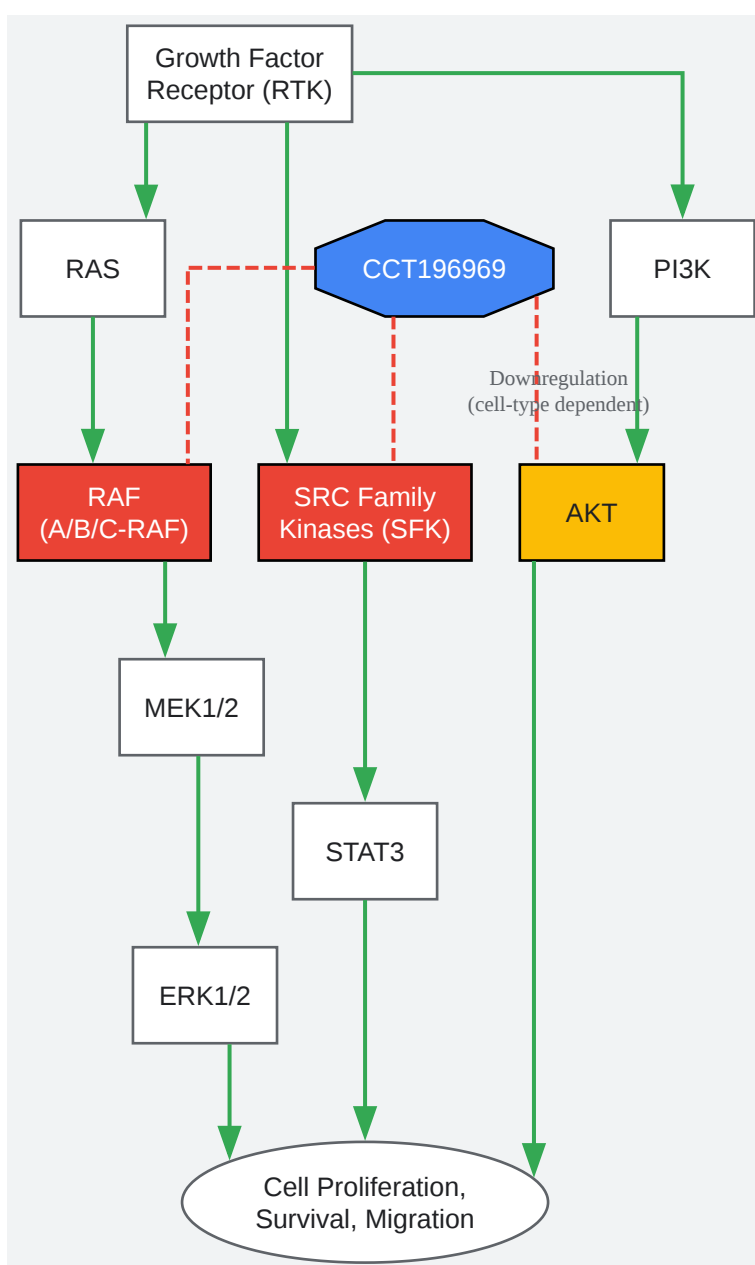 Growth Factor
Receptor (RTK)
RAS
CCT196969
PI3K
Downregulation
(cell-type dependent)
RAF
(A/B/C-RAF)
SRC Family
Kinases (SFK)
AKT
MEK1/2
STAT3
ERK1/2
Cell Proliferation,
Survival, Migration